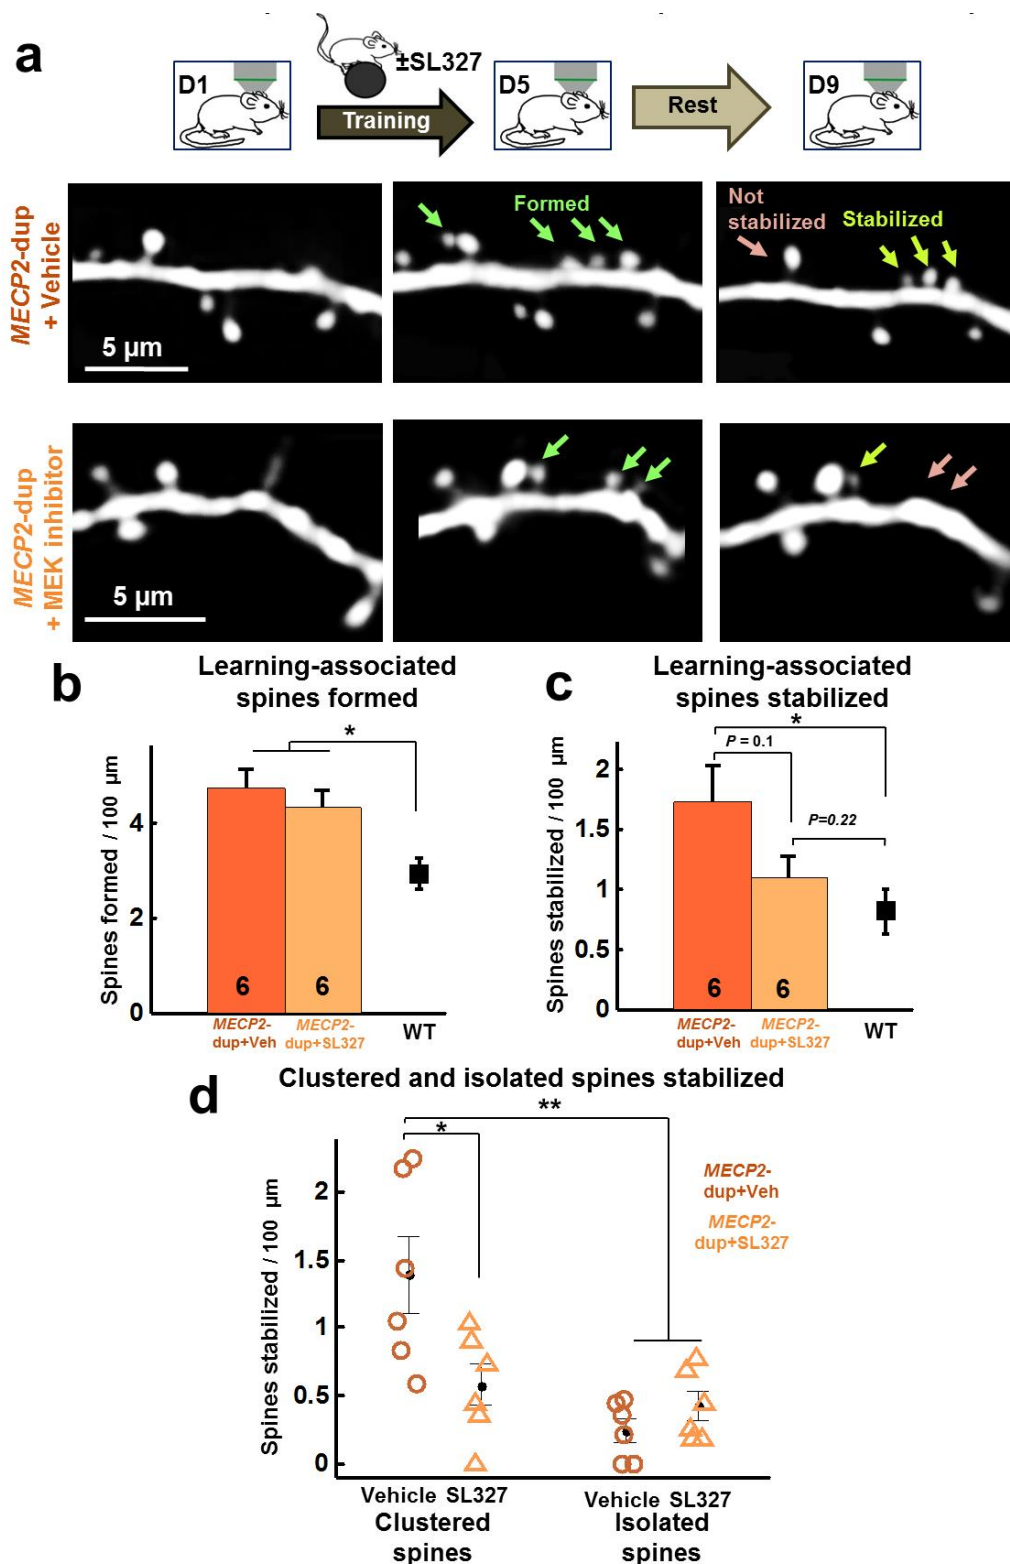 a
D1
±SL327
Training
D5
Rest
D9
MECP2-dup
+ Vehicle
5 µm
Formed
Not
stabilized
Stabilized
MECP2-dup
+ MEK inhibitor
5 µm
b
Learning-associated
spines formed
*
Spines formed / 100 µm
4
2
0
6
6
MECP2-
dup+Veh
MECP2-
dup+SL327
WT
c
Learning-associated
spines stabilized
*
P = 0.1
P=0.22
Spines stabilized / 100 µm
2
1.5
1
0.5
0
6
6
MECP2-
dup+Veh
MECP2-
dup+SL327
WT
d
Clustered and isolated spines stabilized
**
*
MECP2-
dup+Veh
MECP2-
dup+SL327
Spines stabilized / 100 µm
2
1.5
1
0.5
0
Vehicle SL327
Clustered
spines
Vehicle SL327
Isolated
spines